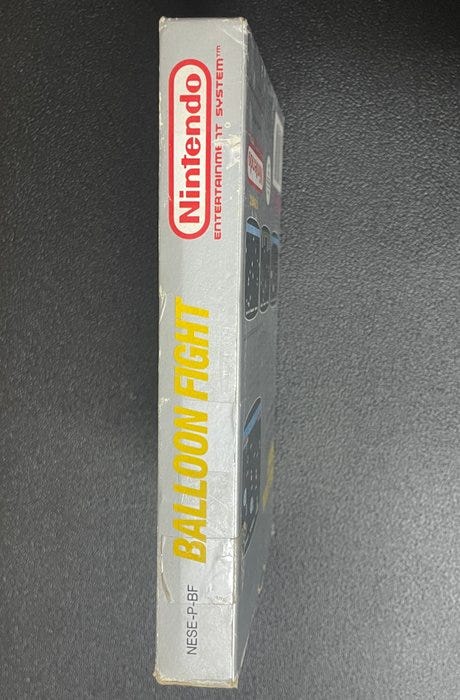 Nintendo
ENTERTAINMENT SYSTEM™
BALLOON FIGHT
NESE-P-BF